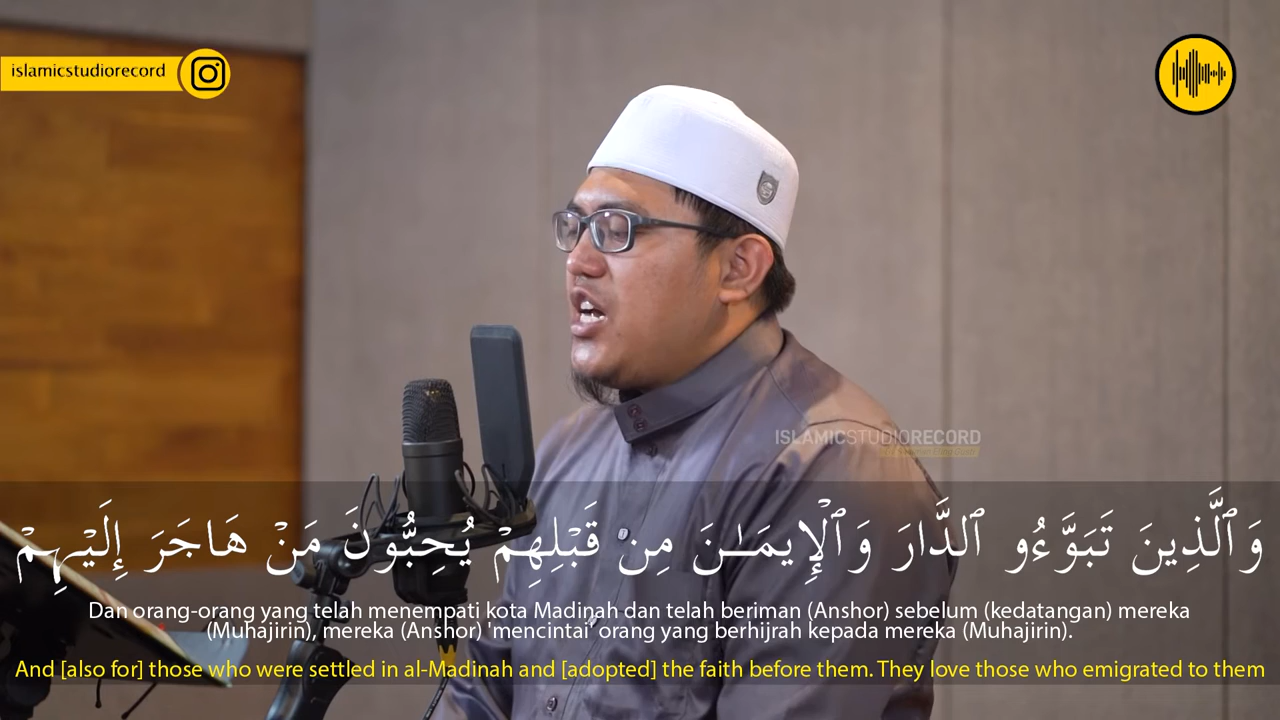 islamicstudiorecord
ISLAMICSTUDIORECORD
وَٱلَّذِينَ تَبَوَّءُو ٱلدَّارَ وَٱلْإِيمَـٰنَ مِن قَبْلِهِمْ يُحِبُّونَ مَنْ هَاجَرَ إِلَيْهِمْ
Dan orang-orang yang telah menempati kota Madinah dan telah beriman (Anshor) sebelum (kedatangan) mereka
(Muhajirin), mereka (Anshor) 'mencintai' orang yang berhijrah kepada mereka (Muhajirin).
And [also for] those who were settled in al-Madinah and [adopted] the faith before them. They love those who emigrated to them